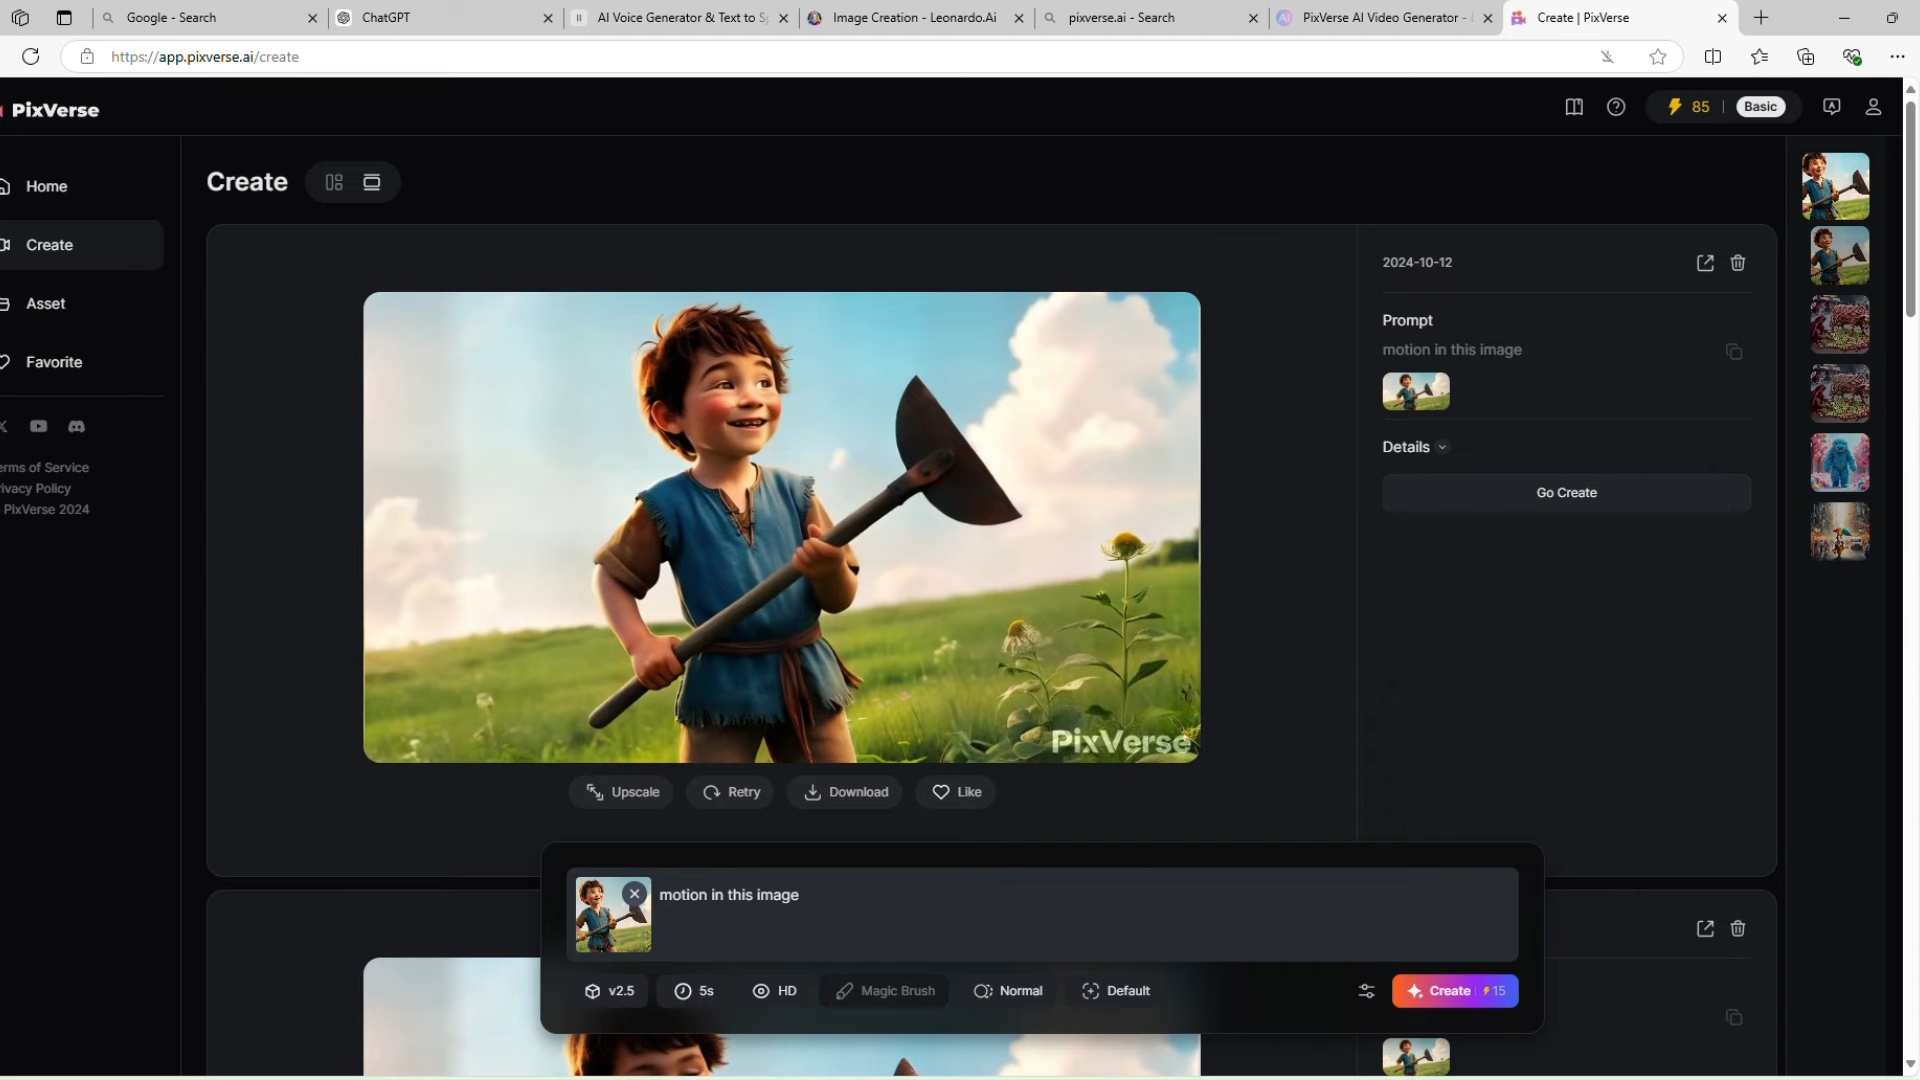 Google - Search
ChatGPT
AI Voice Generator & Text to Sp
Image Creation - Leonardo.Ai
pixverse.ai - Search
PixVerse AI Video Generator -
Create | PixVerse
https://app.pixverse.ai/create
PixVerse
85
Basic
Home
Create
Asset
Favorite
erms of Service
rivacy Policy
PixVerse 2024
Create
2024-10-12
Prompt
motion in this image
Details
Go Create
PixVerse
Upscale
Retry
Download
Like
motion in this image
v2.5
5s
HD
Magic Brush
Normal
Default
Create
15